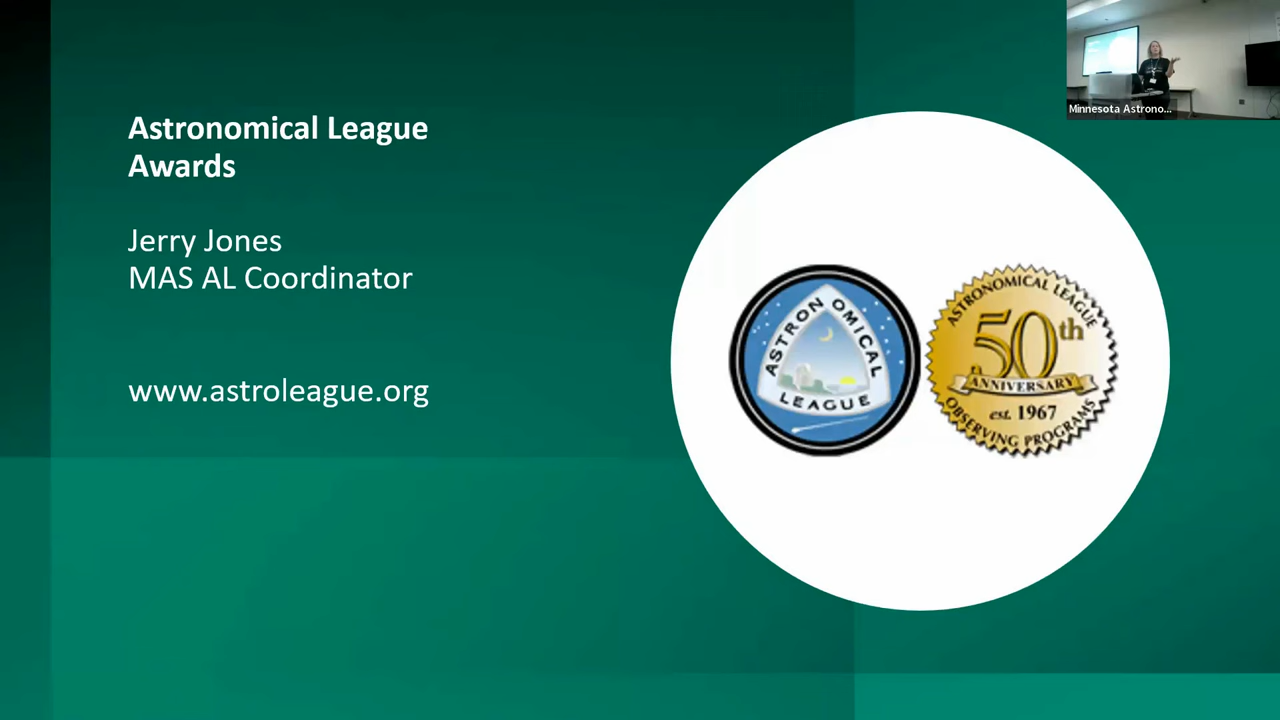 Astronomical League
Awards
Jerry Jones
MAS AL Coordinator
www.astroleague.org
Minnesota Astrono...
ASTRONOMICAL
LEAGUE
ASTRONOMICAL LEAGUE
50th
ANNIVERSARY
est. 1967
OBSERVING PROGRAMS